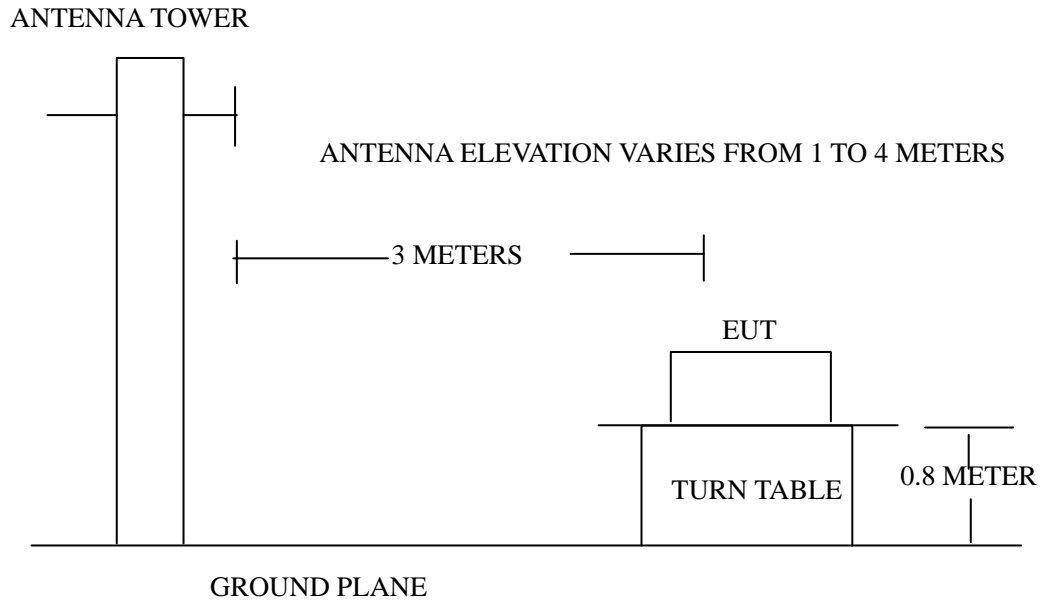 ANTENNA TOWER
ANTENNA ELEVATION VARIES FROM 1 TO 4 METERS
3 METERS
EUT
TURN TABLE
0.8 METER
GROUND PLANE